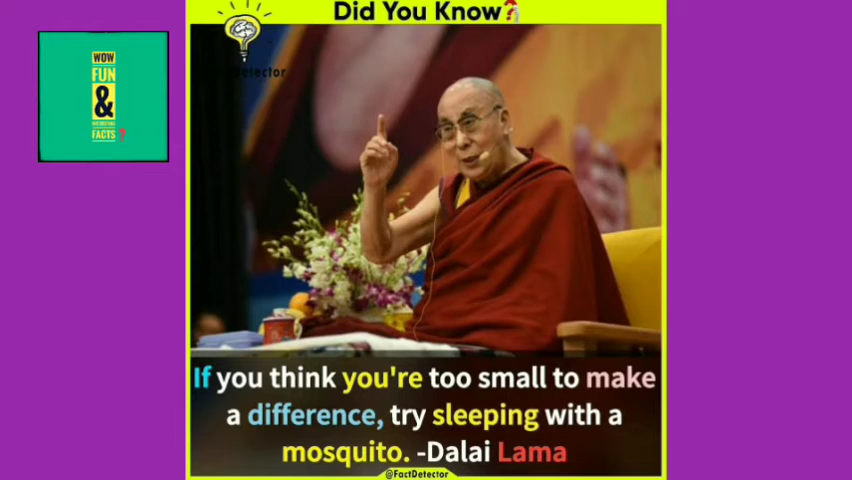 Did You Know?
WOW
FUN
&
FACTS?
If you think you're too small to make
a difference, try sleeping with a
mosquito. -Dalai Lama
@FactDetector